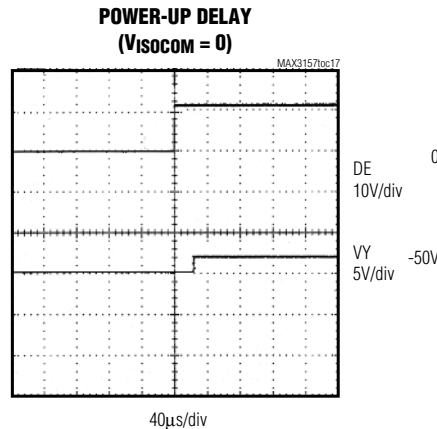 POWER-UP DELAY
(VISOCOM = 0)
MAX3157toc17
DE
10V/div
0
VY
5V/div
-50V
40µs/div